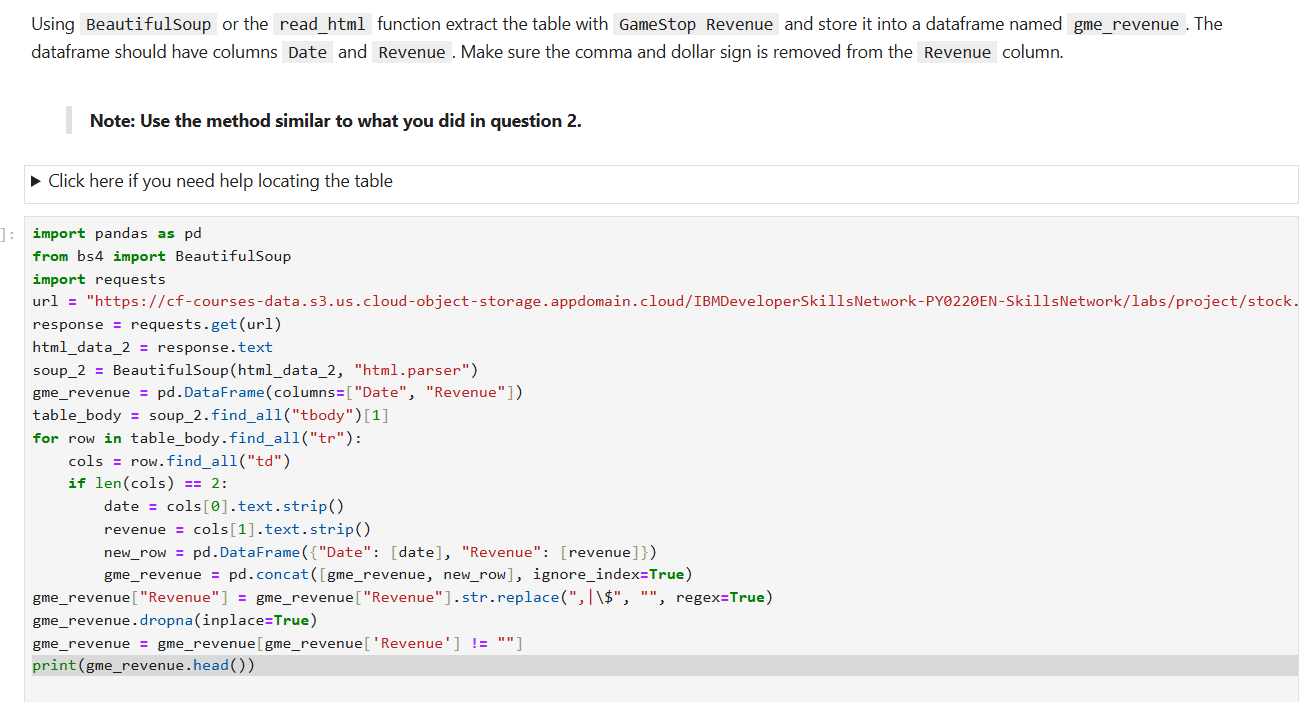 Using BeautifulSoup or the read_html function extract the table with GameStop Revenue and store it into a dataframe named gme_revenue. The
dataframe should have columns Date and Revenue. Make sure the comma and dollar sign is removed from the Revenue column.
Note: Use the method similar to what you did in question 2.
▶ Click here if you need help locating the table
]:
import pandas as pd
from bs4 import BeautifulSoup
import requests
url = "https://cf-courses-data.s3.us.cloud-object-storage.appdomain.cloud/IBMDeveloperSkillsNetwork-PY0220EN-SkillsNetwork/labs/project/stock.
response = requests.get(url)
html_data_2 = response.text
soup_2 = BeautifulSoup(html_data_2, "html.parser")
gme_revenue = pd.DataFrame(columns=["Date", "Revenue"])
table_body = soup_2.find_all("tbody")[1]
for row in table_body.find_all("tr"):
    cols = row.find_all("td")
    if len(cols) == 2:
        date = cols[0].text.strip()
        revenue = cols[1].text.strip()
        new_row = pd.DataFrame({"Date": [date], "Revenue": [revenue]})
        gme_revenue = pd.concat([gme_revenue, new_row], ignore_index=True)
gme_revenue["Revenue"] = gme_revenue["Revenue"].str.replace(",|\$", "", regex=True)
gme_revenue.dropna(inplace=True)
gme_revenue = gme_revenue[gme_revenue['Revenue'] != ""]
print(gme_revenue.head())